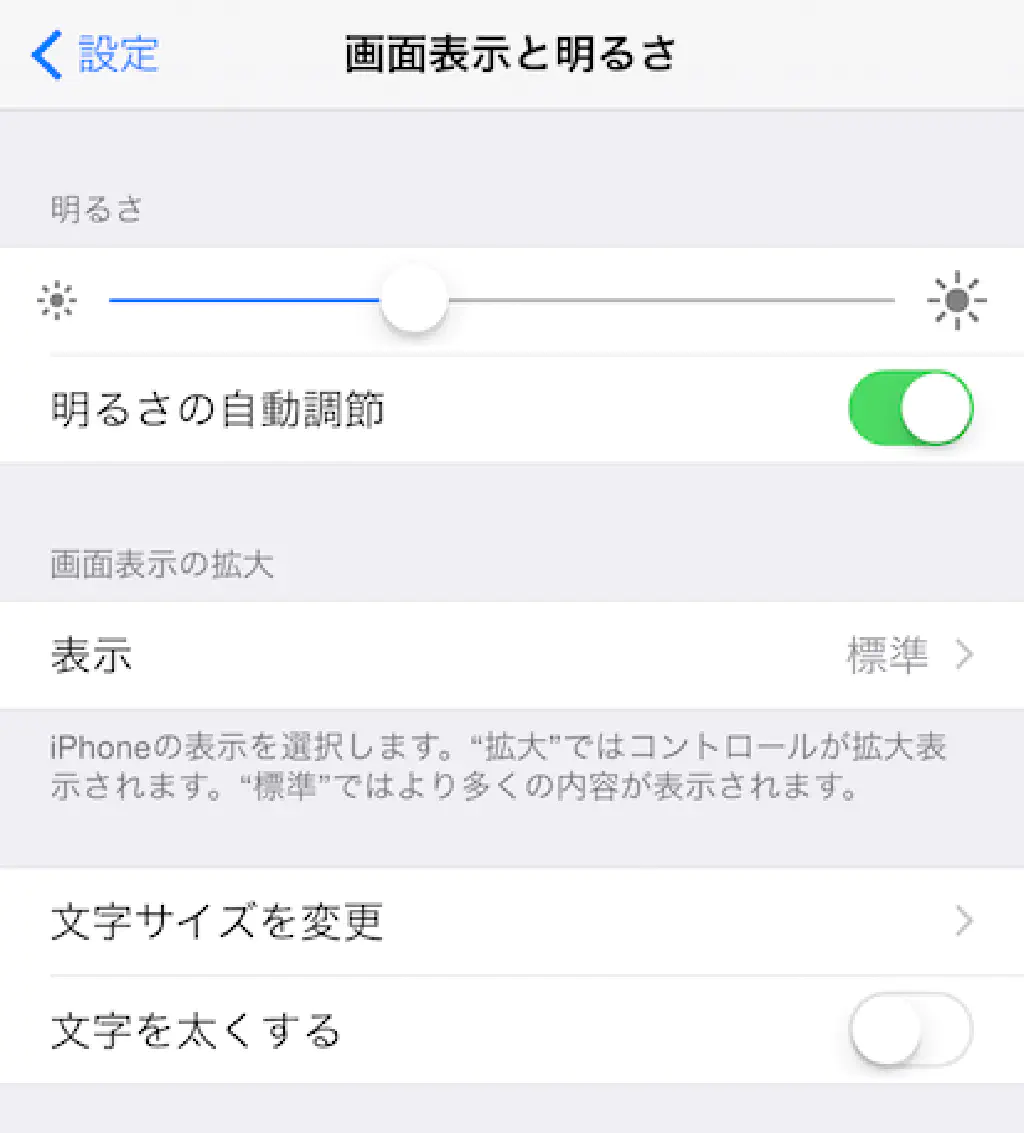 設定
画面表示と明るさ
明るさ
明るさの自動調節
画面表示の拡大
表示
標準
iPhoneの表示を選択します。“拡大”ではコントロールが拡大表
示されます。“標準”ではより多くの内容が表示されます。
文字サイズを変更
文字を太くする